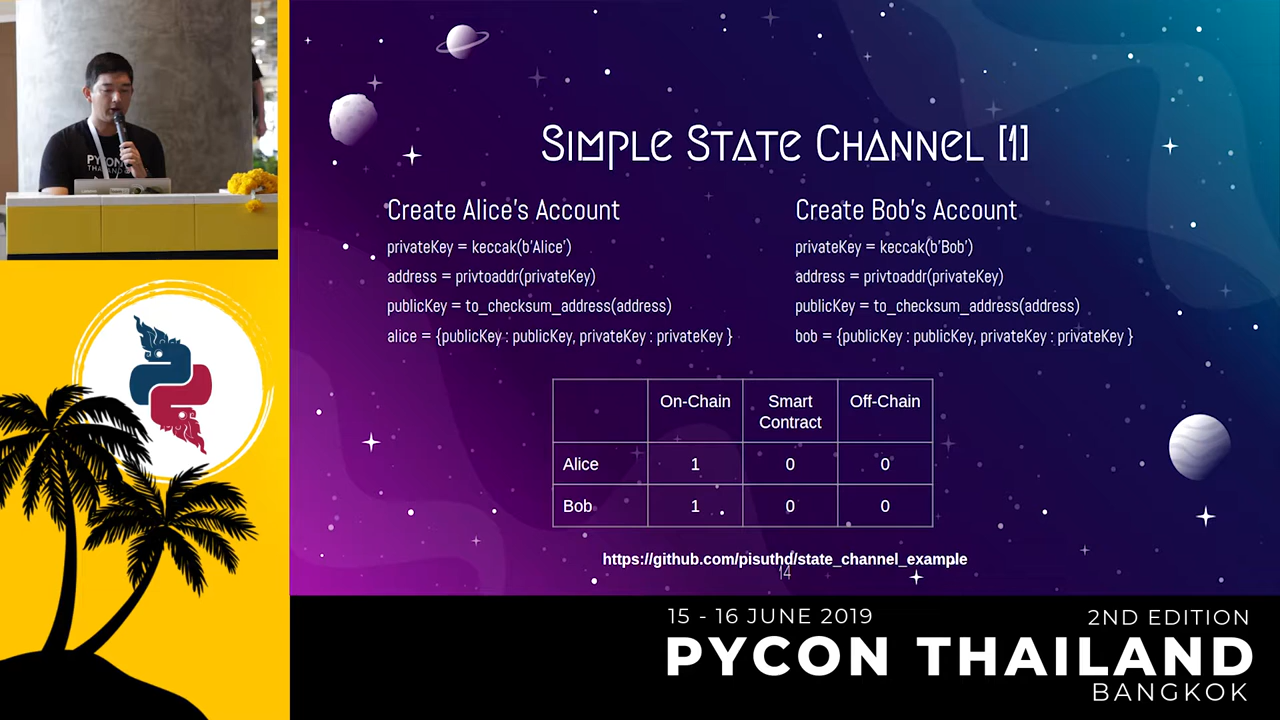 PYCON
THAILAND
Simple State Channel [1]
Create Alice's Account
privateKey = keccak(b'Alice')
address = privtoaddr(privateKey)
publicKey = to_checksum_address(address)
alice = {publicKey : publicKey, privateKey : privateKey }
Create Bob's Account
privateKey = keccak(b'Bob')
address = privtoaddr(privateKey)
publicKey = to_checksum_address(address)
bob = {publicKey : publicKey, privateKey : privateKey }
On-Chain Smart Contract Off-Chain
Alice 1 0 0
Bob 1 0 0
https://github.com/pisuthd/state_channel_example
14
15 - 16 JUNE 2019
2ND EDITION
PYCON THAILAND
BANGKOK